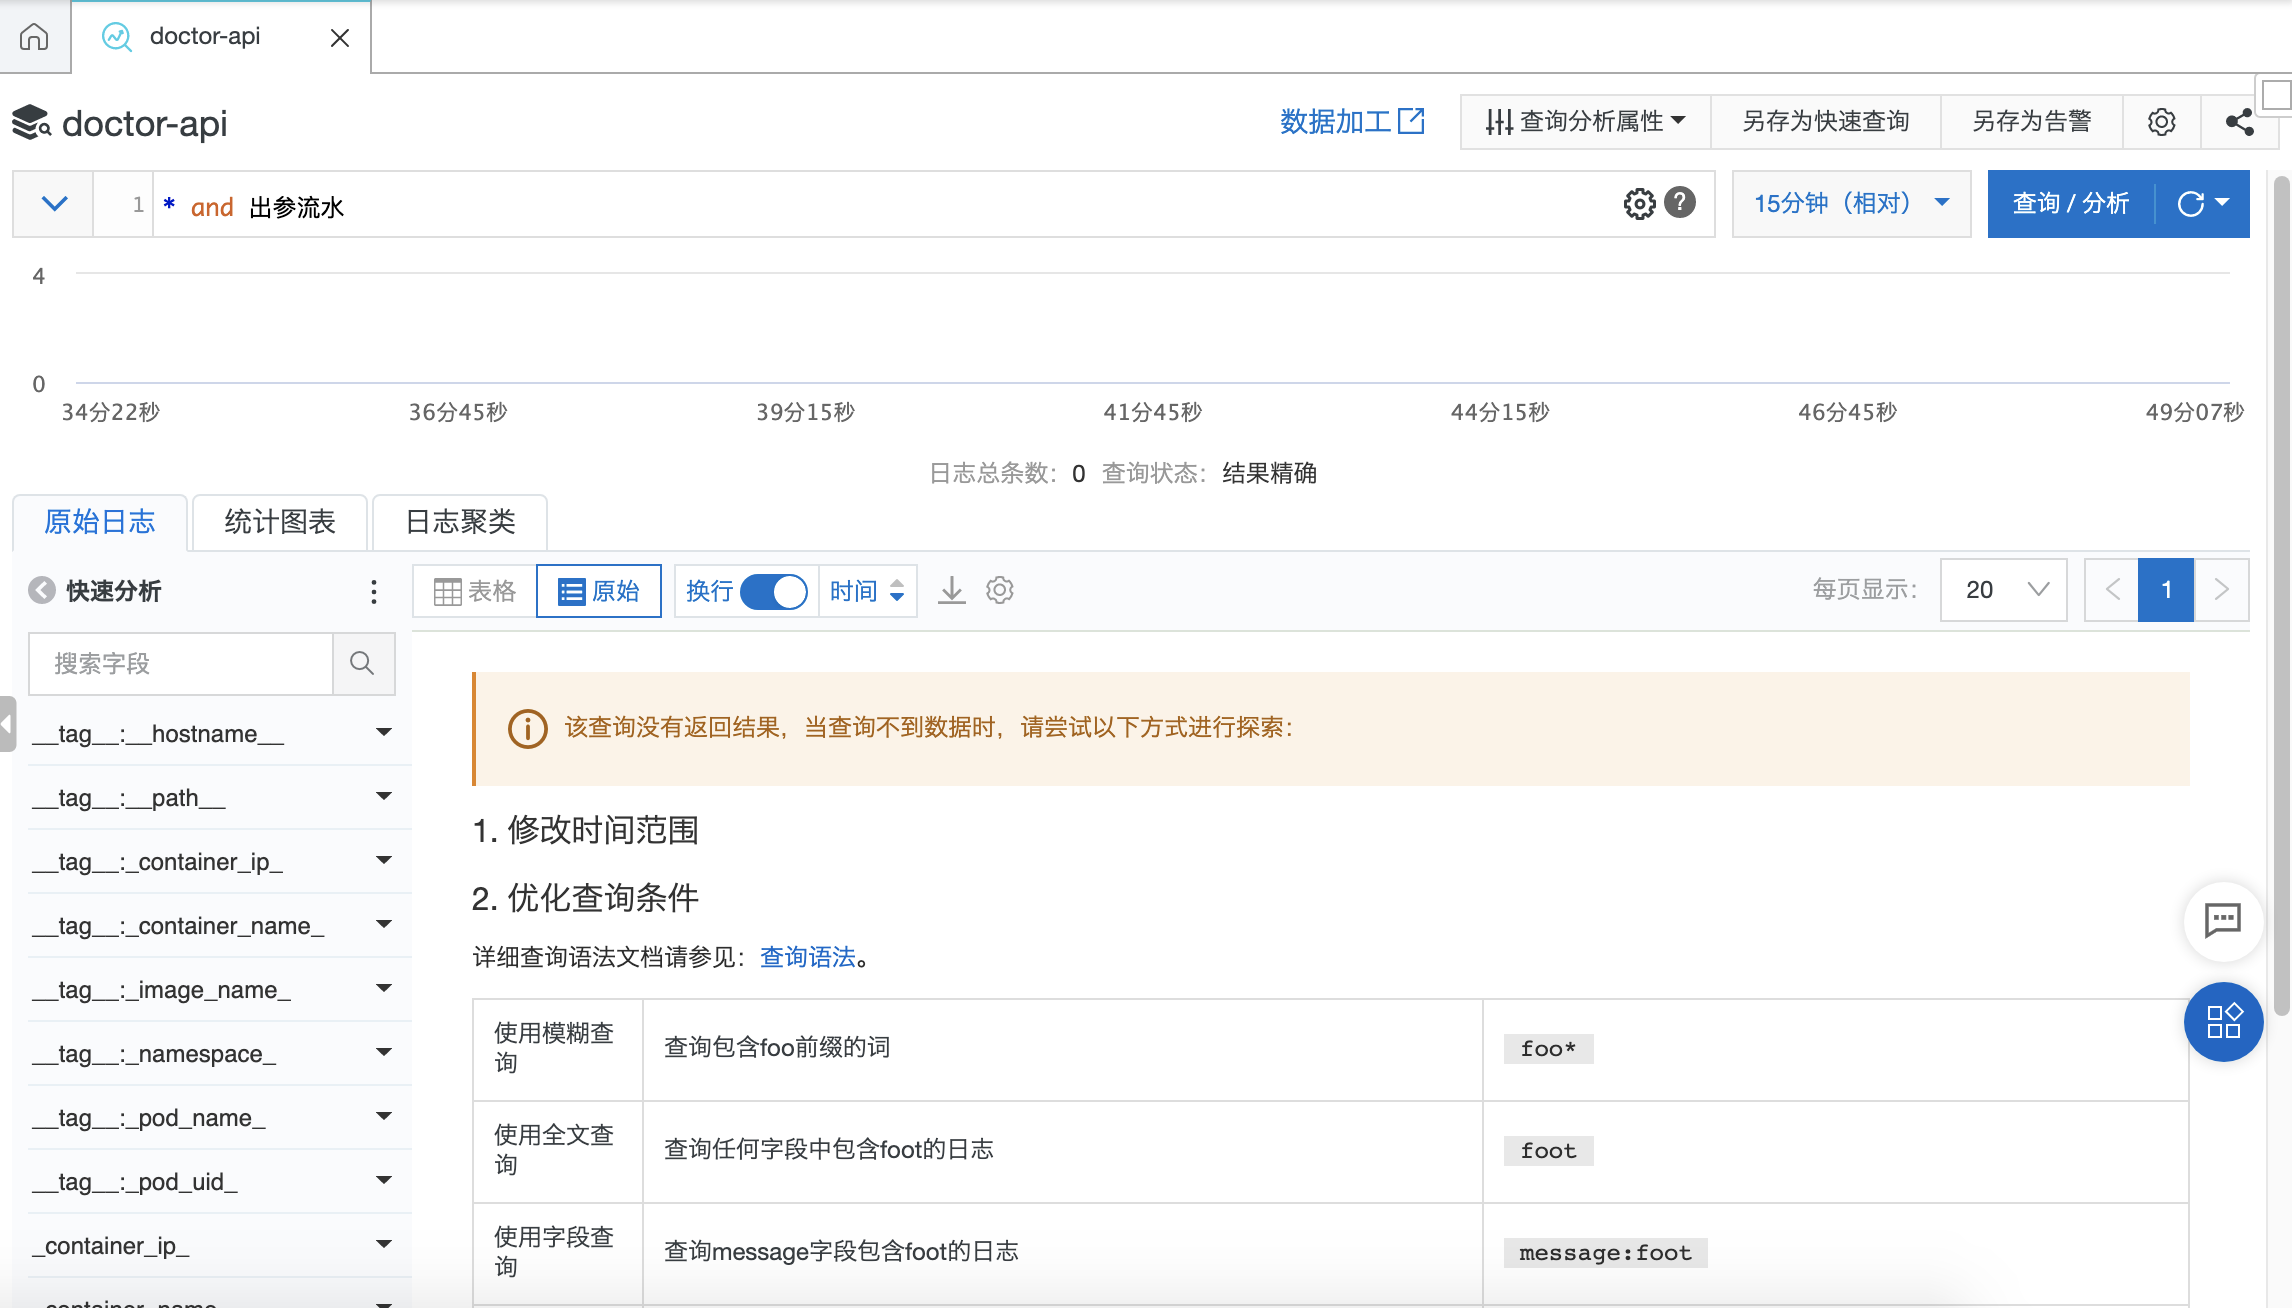 doctor-api
doctor-api
数据加工
查询分析属性
另存为快速查询
另存为告警
1 * and 出参流水
15分钟（相对）
查询 / 分析
4
0
34分22秒 36分45秒 39分15秒 41分45秒 44分15秒 46分45秒 49分07秒
日志总条数: 0 查询状态: 结果精确
原始日志 统计图表 日志聚类
快速分析
表格 原始 换行 时间
每页显示: 20 1
搜索字段
__tag__:__hostname__
__tag__:__path__
__tag__:_container_ip_
__tag__:_container_name_
__tag__:_image_name_
__tag__:_namespace_
__tag__:_pod_name_
__tag__:_pod_uid_
_container_ip_
_container_name_
该查询没有返回结果，当查询不到数据时，请尝试以下方式进行探索：
1. 修改时间范围
2. 优化查询条件
详细查询语法文档请参见：查询语法。
使用模糊查
询
查询包含foo前缀的词
foo*
使用全文查
询
查询任何字段中包含foot的日志
foot
使用字段查
询
查询message字段包含foot的日志
message:foot